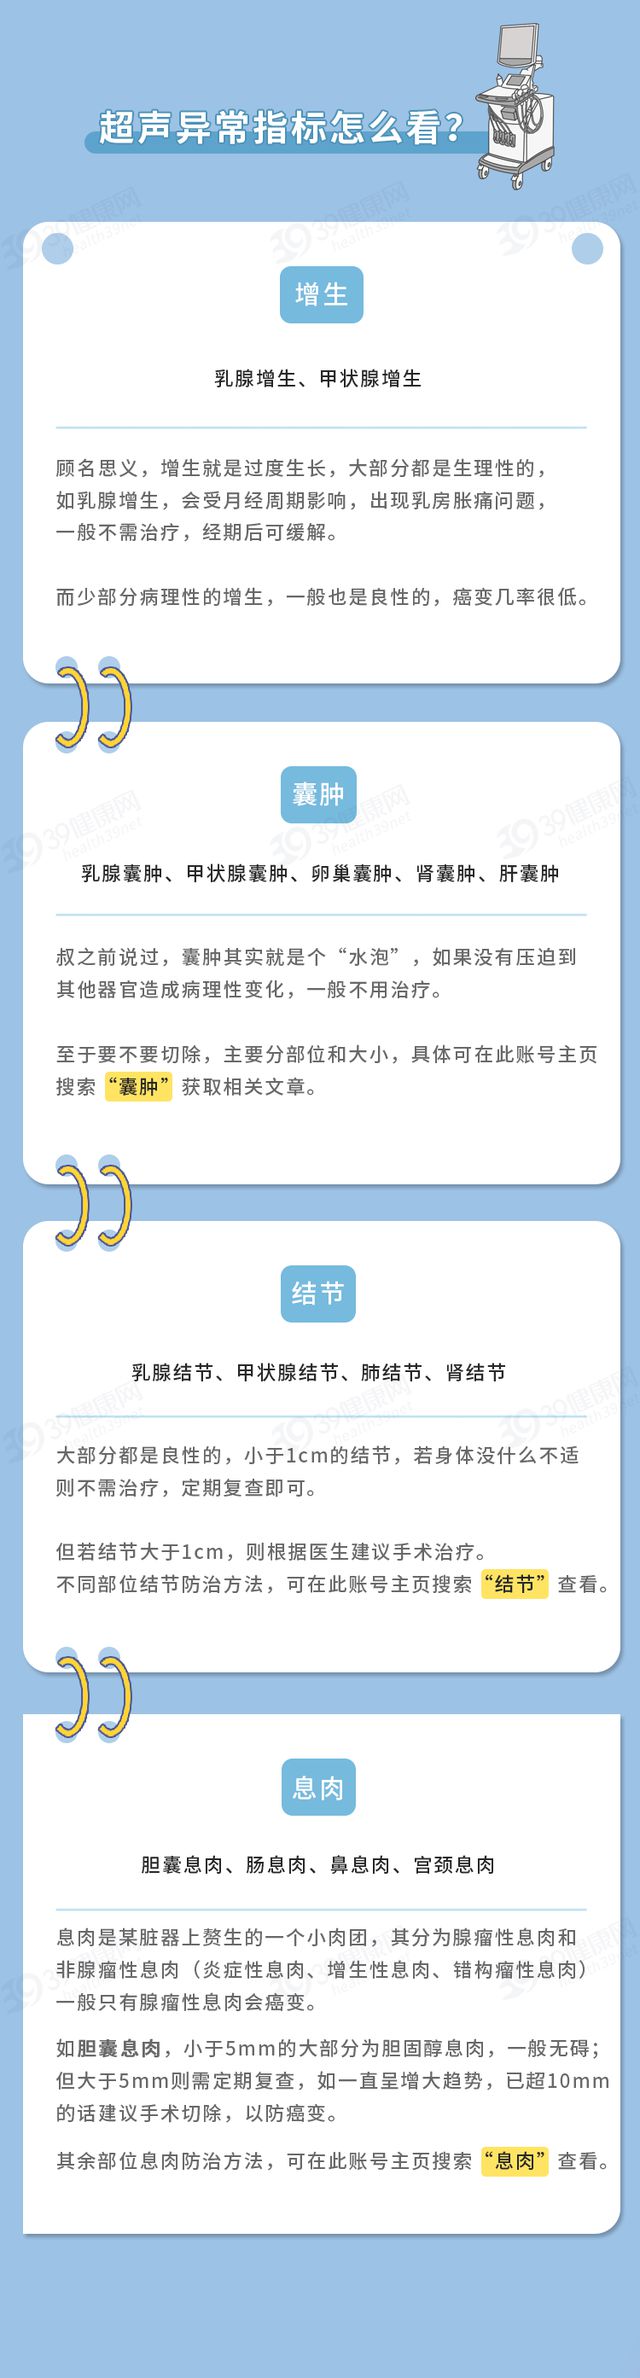 超声异常指标怎么看？
增生
乳腺增生、甲状腺增生
顾名思义，增生就是过度生长，大部分都是生理性的，
如乳腺增生，会受月经周期影响，出现乳房胀痛问题，
一般不需治疗，经期后可缓解。
而少部分病理性的增生，一般也是良性的，癌变几率很低。
囊肿
乳腺囊肿、甲状腺囊肿、卵巢囊肿、肾囊肿、肝囊肿
叔之前说过，囊肿其实就是个“水泡”，如果没有压迫到
其他器官造成病理性变化，一般不用治疗。
至于要不要切除，主要分部位和大小，具体可在此账号主页
搜索“囊肿”获取相关文章。
结节
乳腺结节、甲状腺结节、肺结节、肾结节
大部分都是良性的，小于1cm的结节，若身体没什么不适
则不需治疗，定期复查即可。
但若结节大于1cm，则根据医生建议手术治疗。
不同部位结节防治方法，可在此账号主页搜索“结节”查看。
息肉
胆囊息肉、肠息肉、鼻息肉、宫颈息肉
息肉是某脏器上赘生的一个小肉团，其分为腺瘤性息肉和
非腺瘤性息肉（炎症性息肉、增生性息肉、错构瘤性息肉）
一般只有腺瘤性息肉会癌变。
如胆囊息肉，小于5mm的大部分为胆固醇息肉，一般无碍；
但大于5mm则需定期复查，如一直呈增大趋势，已超10mm
的话建议手术切除，以防癌变。
其余部位息肉防治方法，可在此账号主页搜索“息肉”查看。
39健康网
health39net